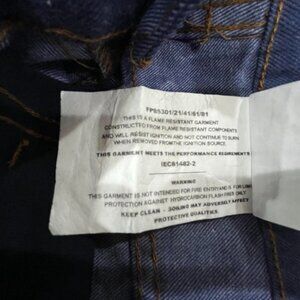 FP85301/21/41/61/81
THIS IS A FLAME RESISTANT GARMENT
CONSTRUCTED FROM FLAME RESISTANT COMPONENTS
AND WILL RESIST IGNITION AND NOT CONTINUE TO BURN
WHEN REMOVED FROM THE IGNITION SOURCE
THIS GARMENT MEETS THE PERFORMANCE REQIREMENTS
IEC61482-2
WARNING
THIS GARMENT IS NOT INTENDED FOR FIRE ENTRY AND IS FOR
PROTECTION AGAINST HYDROCARBON FLASH FIRES ONLY
KEEP CLEAN - SOILING MAY ADVERSELY AFFECT
PROTECTIVE QUALITIES.